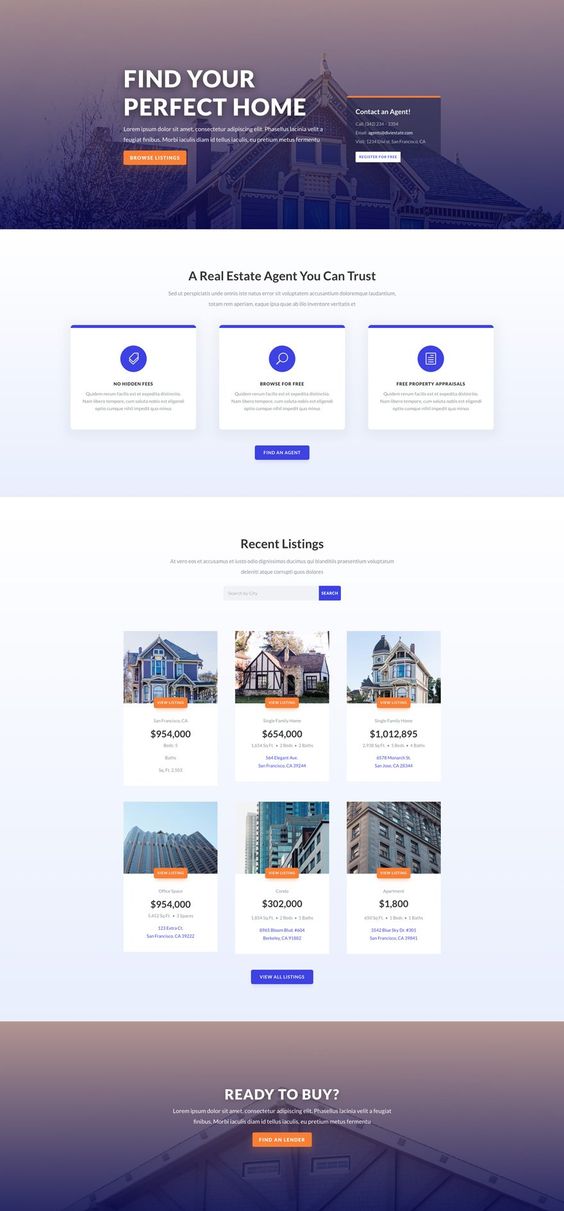 FIND YOUR
PERFECT HOME
Lorem ipsum dolor sit amet, consectetur adipiscing elit. Phasellus lacinia velit a
feugiat finibus. Morbi iaculis diam id tellus iaculis, eu pretium metus fermentu
BROWSE LISTINGS
Contact an Agent!
Call: (342) 234 - 3354
Email: agents@diviestate.com
Visit: 1234 Divi st. San Francisco, CA
REGISTER FOR FREE
A Real Estate Agent You Can Trust
Sed ut perspiciatis unde omnis iste natus error sit voluptatem accusantium doloremque laudantium,
totam rem aperiam, eaque ipsa quae ab illo inventore veritatis et
NO HIDDEN FEES
Quidem rerum facilis est et expedita distinctio.
Nam libero tempore, cum soluta nobis est eligendi
optio cumque nihil impedit quo minus
BROWSE FOR FREE
Quidem rerum facilis est et expedita distinctio.
Nam libero tempore, cum soluta nobis est eligendi
optio cumque nihil impedit quo minus
FREE PROPERTY APPRAISALS
Quidem rerum facilis est et expedita distinctio.
Nam libero tempore, cum soluta nobis est eligendi
optio cumque nihil impedit quo minus
FIND AN AGENT
Recent Listings
At vero eos et accusamus et iusto odio dignissimos ducimus qui blanditiis praesentium voluptatum
deleniti atque corrupti quos dolores
Search by City
SEARCH
VIEW LISTING
San Francisco, CA
$954,000
Beds: 5
Baths:
Sq. Ft: 2,503
VIEW LISTING
Single Family Home
$654,000
1,654 Sq Ft. • 2 Beds • 2 Baths
564 Elegant Ave.
San Francisco, CA 39244
VIEW LISTING
Single Family Home
$1,012,895
2,938 Sq Ft. • 5 Beds • 4 Baths
6578 Monarch St.
San Jose, CA 28344
VIEW LISTING
Office Space
$954,000
5,412 Sq Ft. • 3 Spaces
123 Extra Ct.
San Francisco, CA 39222
VIEW LISTING
Condo
$302,000
1,654 Sq Ft. • 2 Beds • 1 Baths
6965 Bloom Blvd. #604
Berkeley, CA 91882
VIEW LISTING
Apartment
$1,800
650 Sq Ft. • 1 Beds • 1 Baths
3542 Blue Sky Dr. #301
San Francisco, CA 39841
VIEW ALL LISTINGS
READY TO BUY?
Lorem ipsum dolor sit amet, consectetur adipiscing elit. Phasellus lacinia velit a feugiat
finibus. Morbi iaculis diam id tellus iaculis, eu pretium metus fermentu
FIND AN LENDER